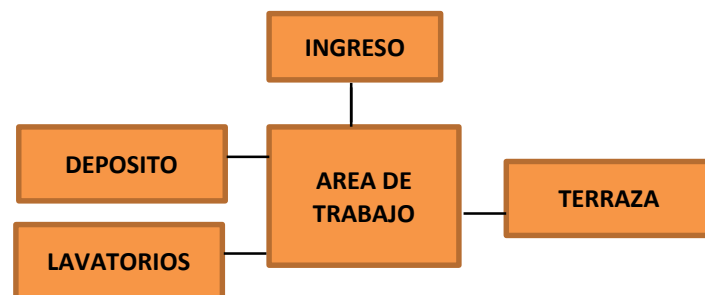 INGRESO
DEPOSITO
AREA DE
TRABAJO
TERRAZA
LAVATORIOS